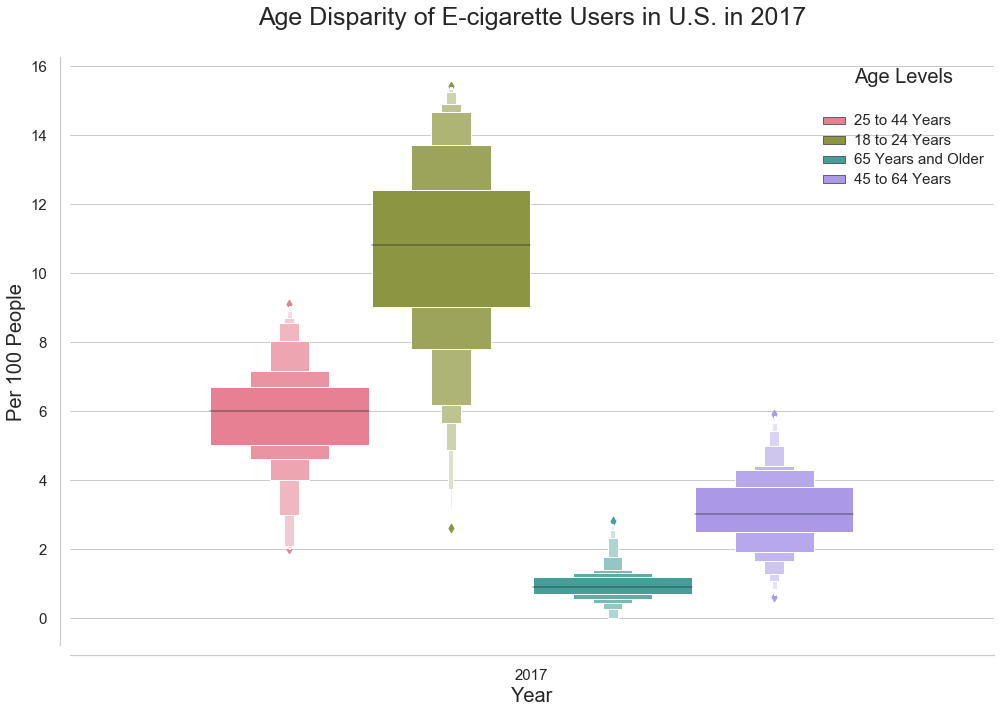 Age Disparity of E-cigarette Users in U.S. in 2017
Age Levels
25 to 44 Years
18 to 24 Years
65 Years and Older
45 to 64 Years
16
14
12
10
8
6
4
2
0
Per 100 People
2017
Year